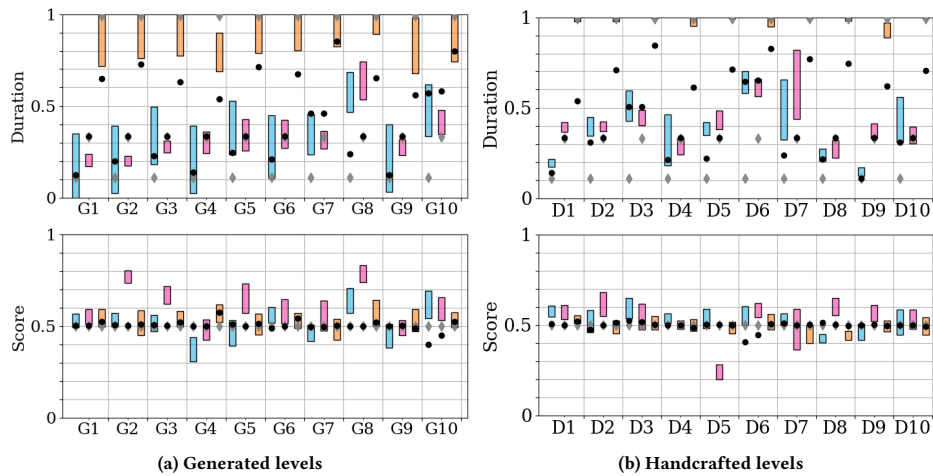 1
0.5
0
Duration
G1 G2 G3 G4 G5 G6 G7 G8 G9 G10
1
0.5
0
Score
G1 G2 G3 G4 G5 G6 G7 G8 G9 G10
(a) Generated levels
1
0.5
0
Duration
D1 D2 D3 D4 D5 D6 D7 D8 D9 D10
1
0.5
0
Score
D1 D2 D3 D4 D5 D6 D7 D8 D9 D10
(b) Handcrafted levels